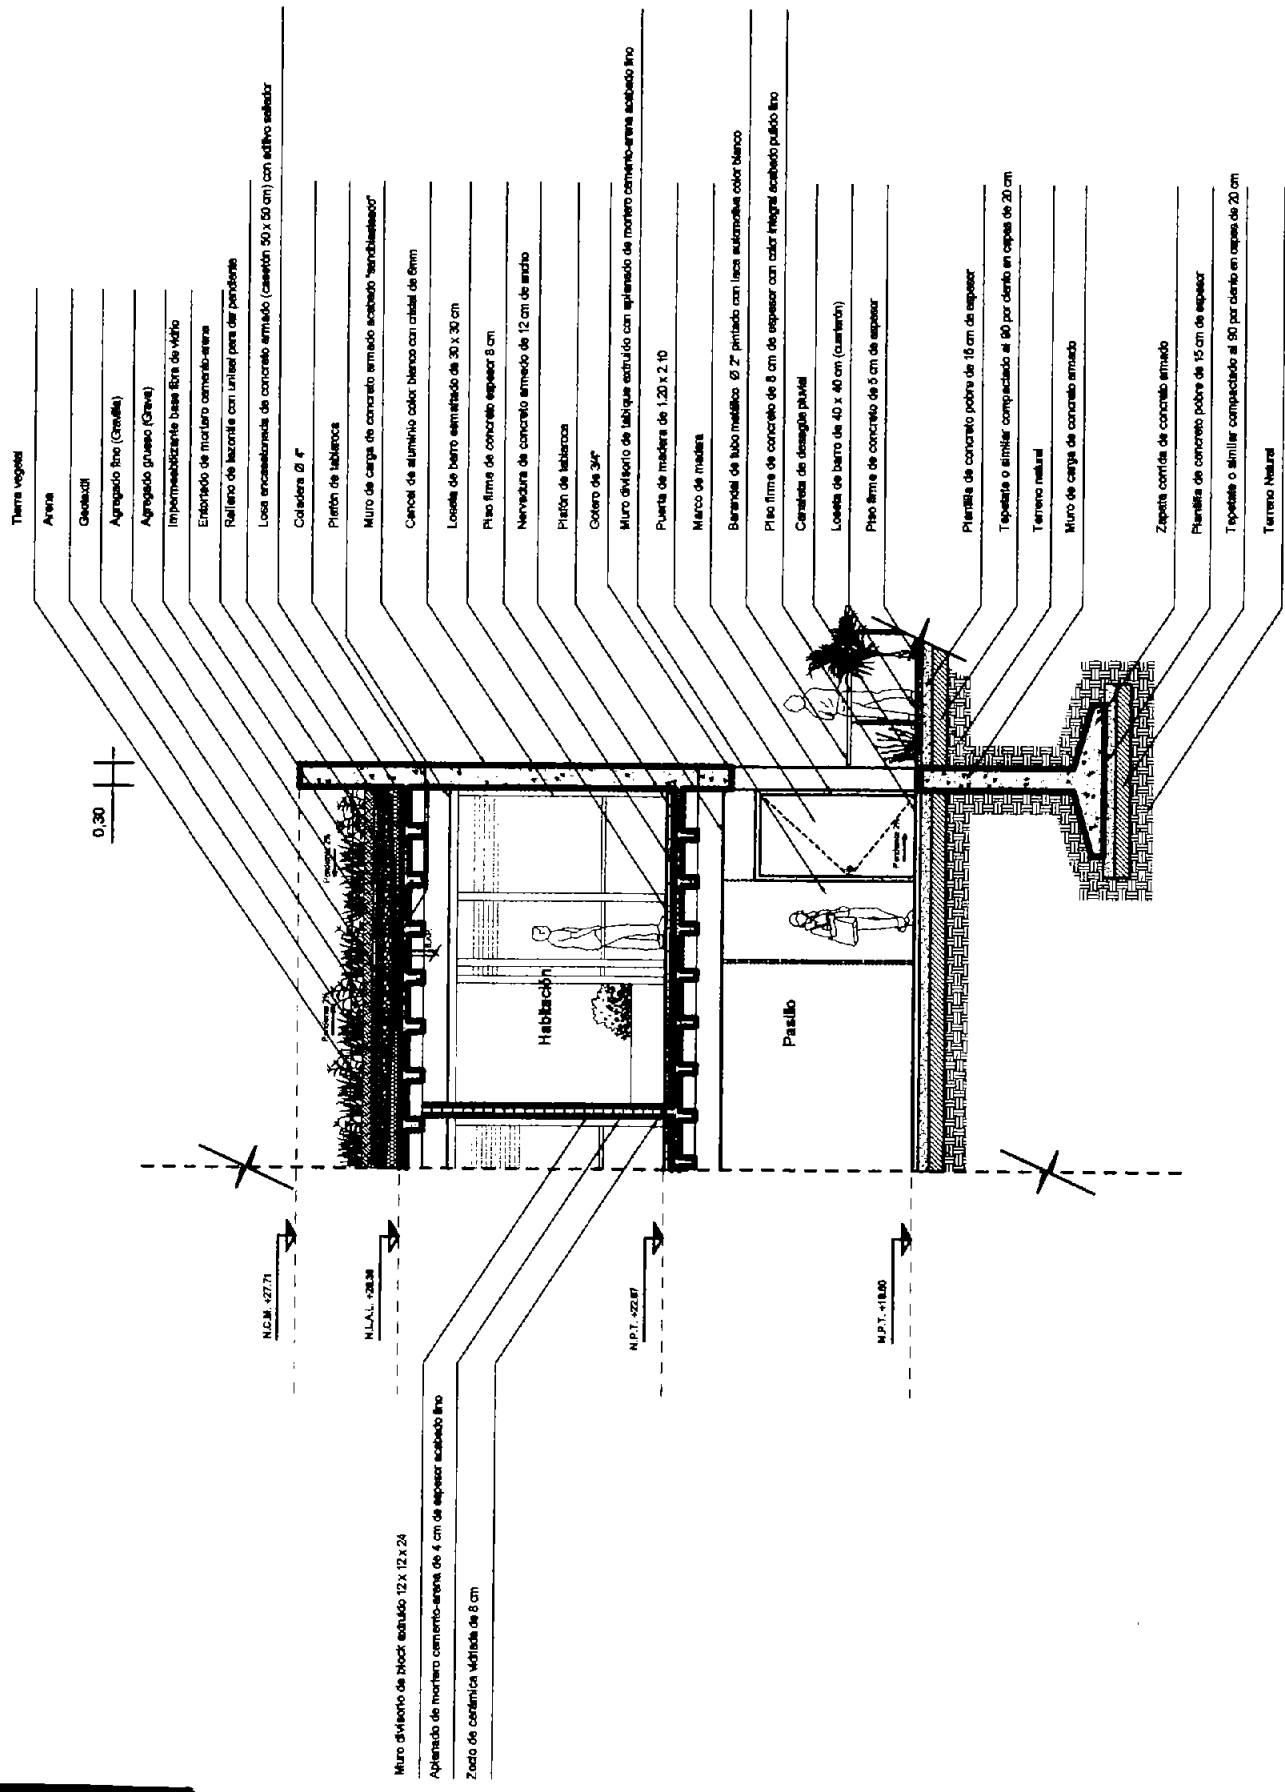 Tierra vegetal
Arena
Geotextil
Agregado fino (Gravilla)
Agregado grueso (Grava)
Impermeabilizante base fibra de vidrio
Entortado de mortero cemento-arena
Relleno de tezontle con unisel para dar pendiente
Losa encasetonada de concreto armado (casetón 50 x 50 cm) con aditivo sellador
Coladera Ø 4"
Plafón de tablaroca
Muro de carga de concreto armado acabado "sandblasteado"
Cancel de aluminio color blanco con cristal de 6mm
Loseta de barro esmaltado de 30 x 30 cm
Piso firme de concreto espesor 8 cm
Nervadura de concreto armado de 12 cm de ancho
Plafón de tablaroca
Gotero de 3/4"
Muro divisorio de tabique extruido con aplanado de mortero cemento-arena acabado fino
Puerta de madera de 1.20 x 2.10
Marco de madera
Barandal de tubo metálico Ø 2" pintado con laca automotiva color blanco
Piso firme de concreto de 8 cm de espesor con color integral acabado pulido fino
Canaleta de desagüe pluvial
Loseta de barro de 40 x 40 cm (cuarterón)
Piso firme de concreto de 5 cm de espesor
Plantilla de concreto pobre de 15 cm de espesor
Tepetate o similar compactado al 90 por ciento en capas de 20 cm
Terreno natural
Muro de carga de concreto armado
Zapata corrida de concreto armado
Plantilla de concreto pobre de 15 cm de espesor
Tepetate o similar compactado al 90 por ciento en capas de 20 cm
Terreno Natural
0,30
Pendiente 2%
Pendiente 2%
B.A.P.
Habitación
Pasillo
Pendiente 2%
N.C.M. +27.71
N.L.A.L. +26.36
N.P.T. +22.87
N.P.T. +19.60
Muro divisorio de block extruido 12 x 12 x 24
Aplanado de mortero cemento-arena de 4 cm de espesor acabado fino
Zoclo de cerámica vidriada de 8 cm